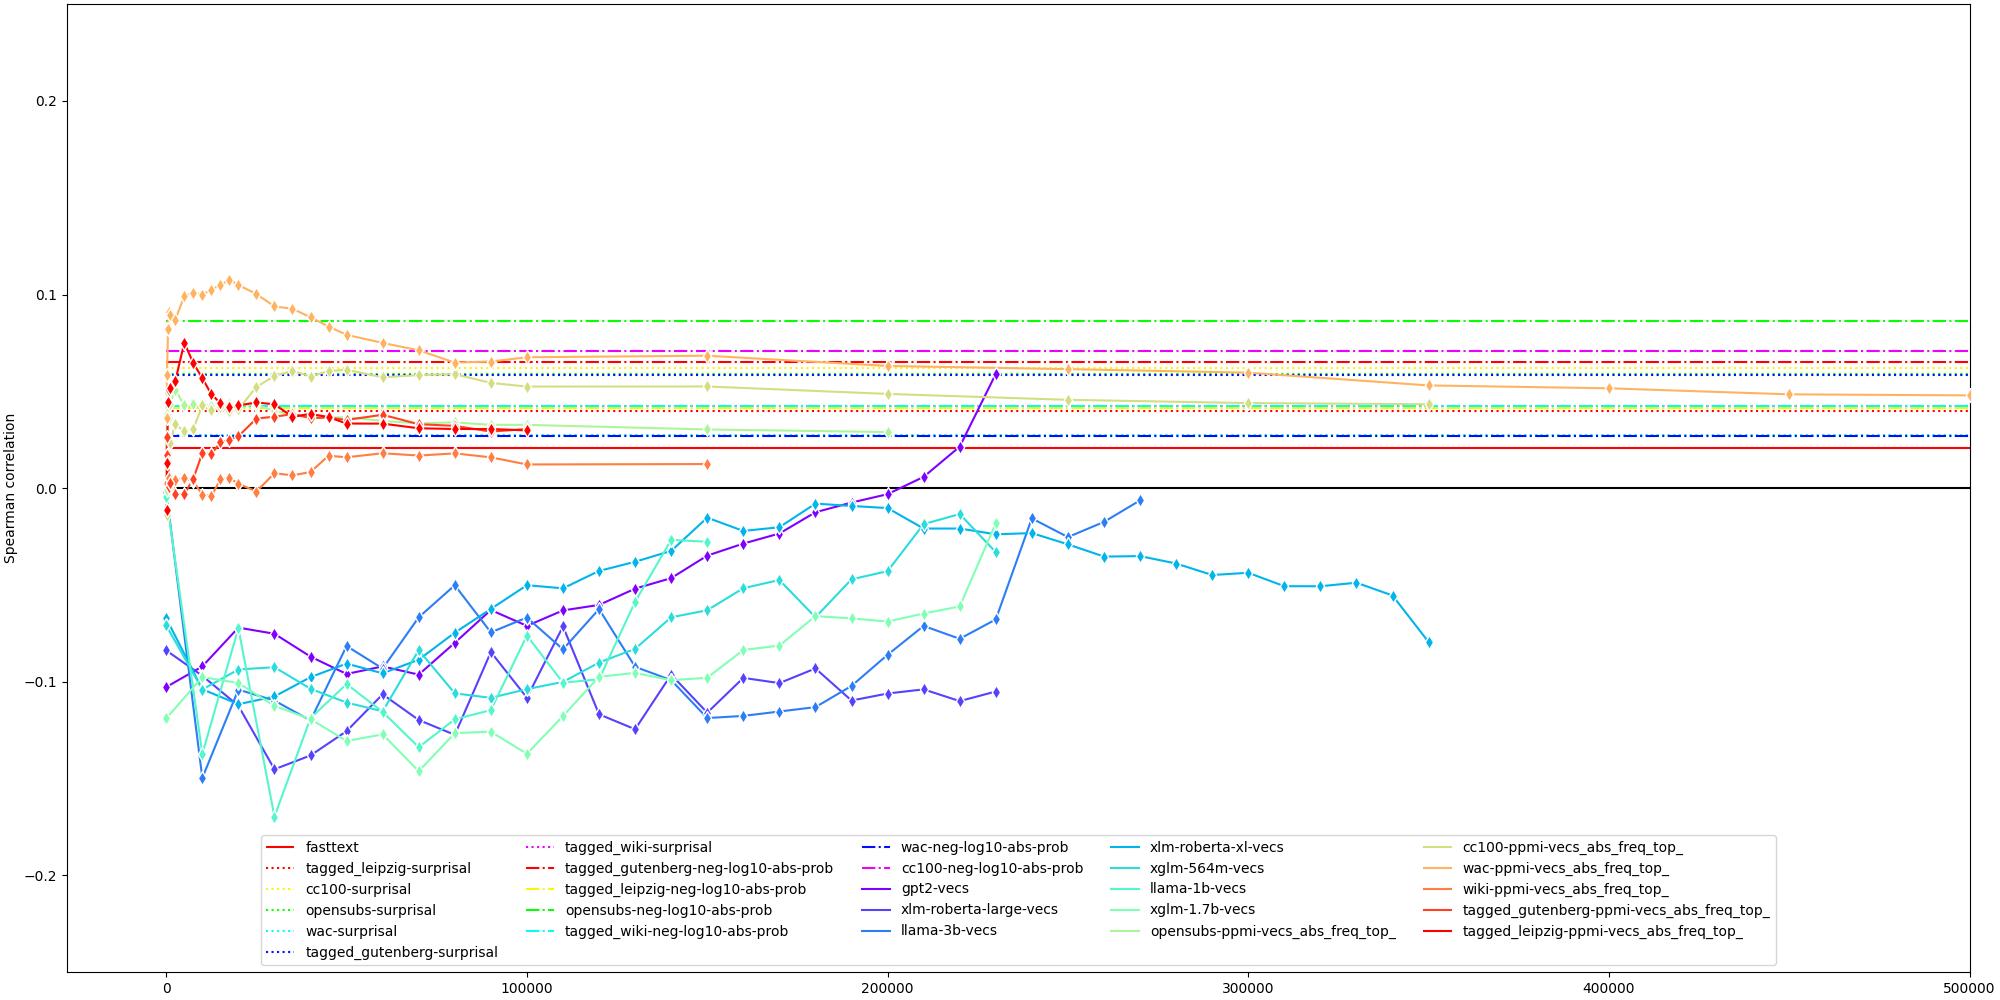 0.2
0.1
0.0
−0.1
−0.2
Spearman correlation
fasttext
tagged_leipzig-surprisal
cc100-surprisal
opensubs-surprisal
wac-surprisal
tagged_gutenberg-surprisal
tagged_wiki-surprisal
tagged_gutenberg-neg-log10-abs-prob
tagged_leipzig-neg-log10-abs-prob
opensubs-neg-log10-abs-prob
tagged_wiki-neg-log10-abs-prob
wac-neg-log10-abs-prob
cc100-neg-log10-abs-prob
gpt2-vecs
xlm-roberta-large-vecs
llama-3b-vecs
xlm-roberta-xl-vecs
xglm-564m-vecs
llama-1b-vecs
xglm-1.7b-vecs
opensubs-ppmi-vecs_abs_freq_top_
cc100-ppmi-vecs_abs_freq_top_
wac-ppmi-vecs_abs_freq_top_
wiki-ppmi-vecs_abs_freq_top_
tagged_gutenberg-ppmi-vecs_abs_freq_top_
tagged_leipzig-ppmi-vecs_abs_freq_top_
0 100000 200000 300000 400000 500000